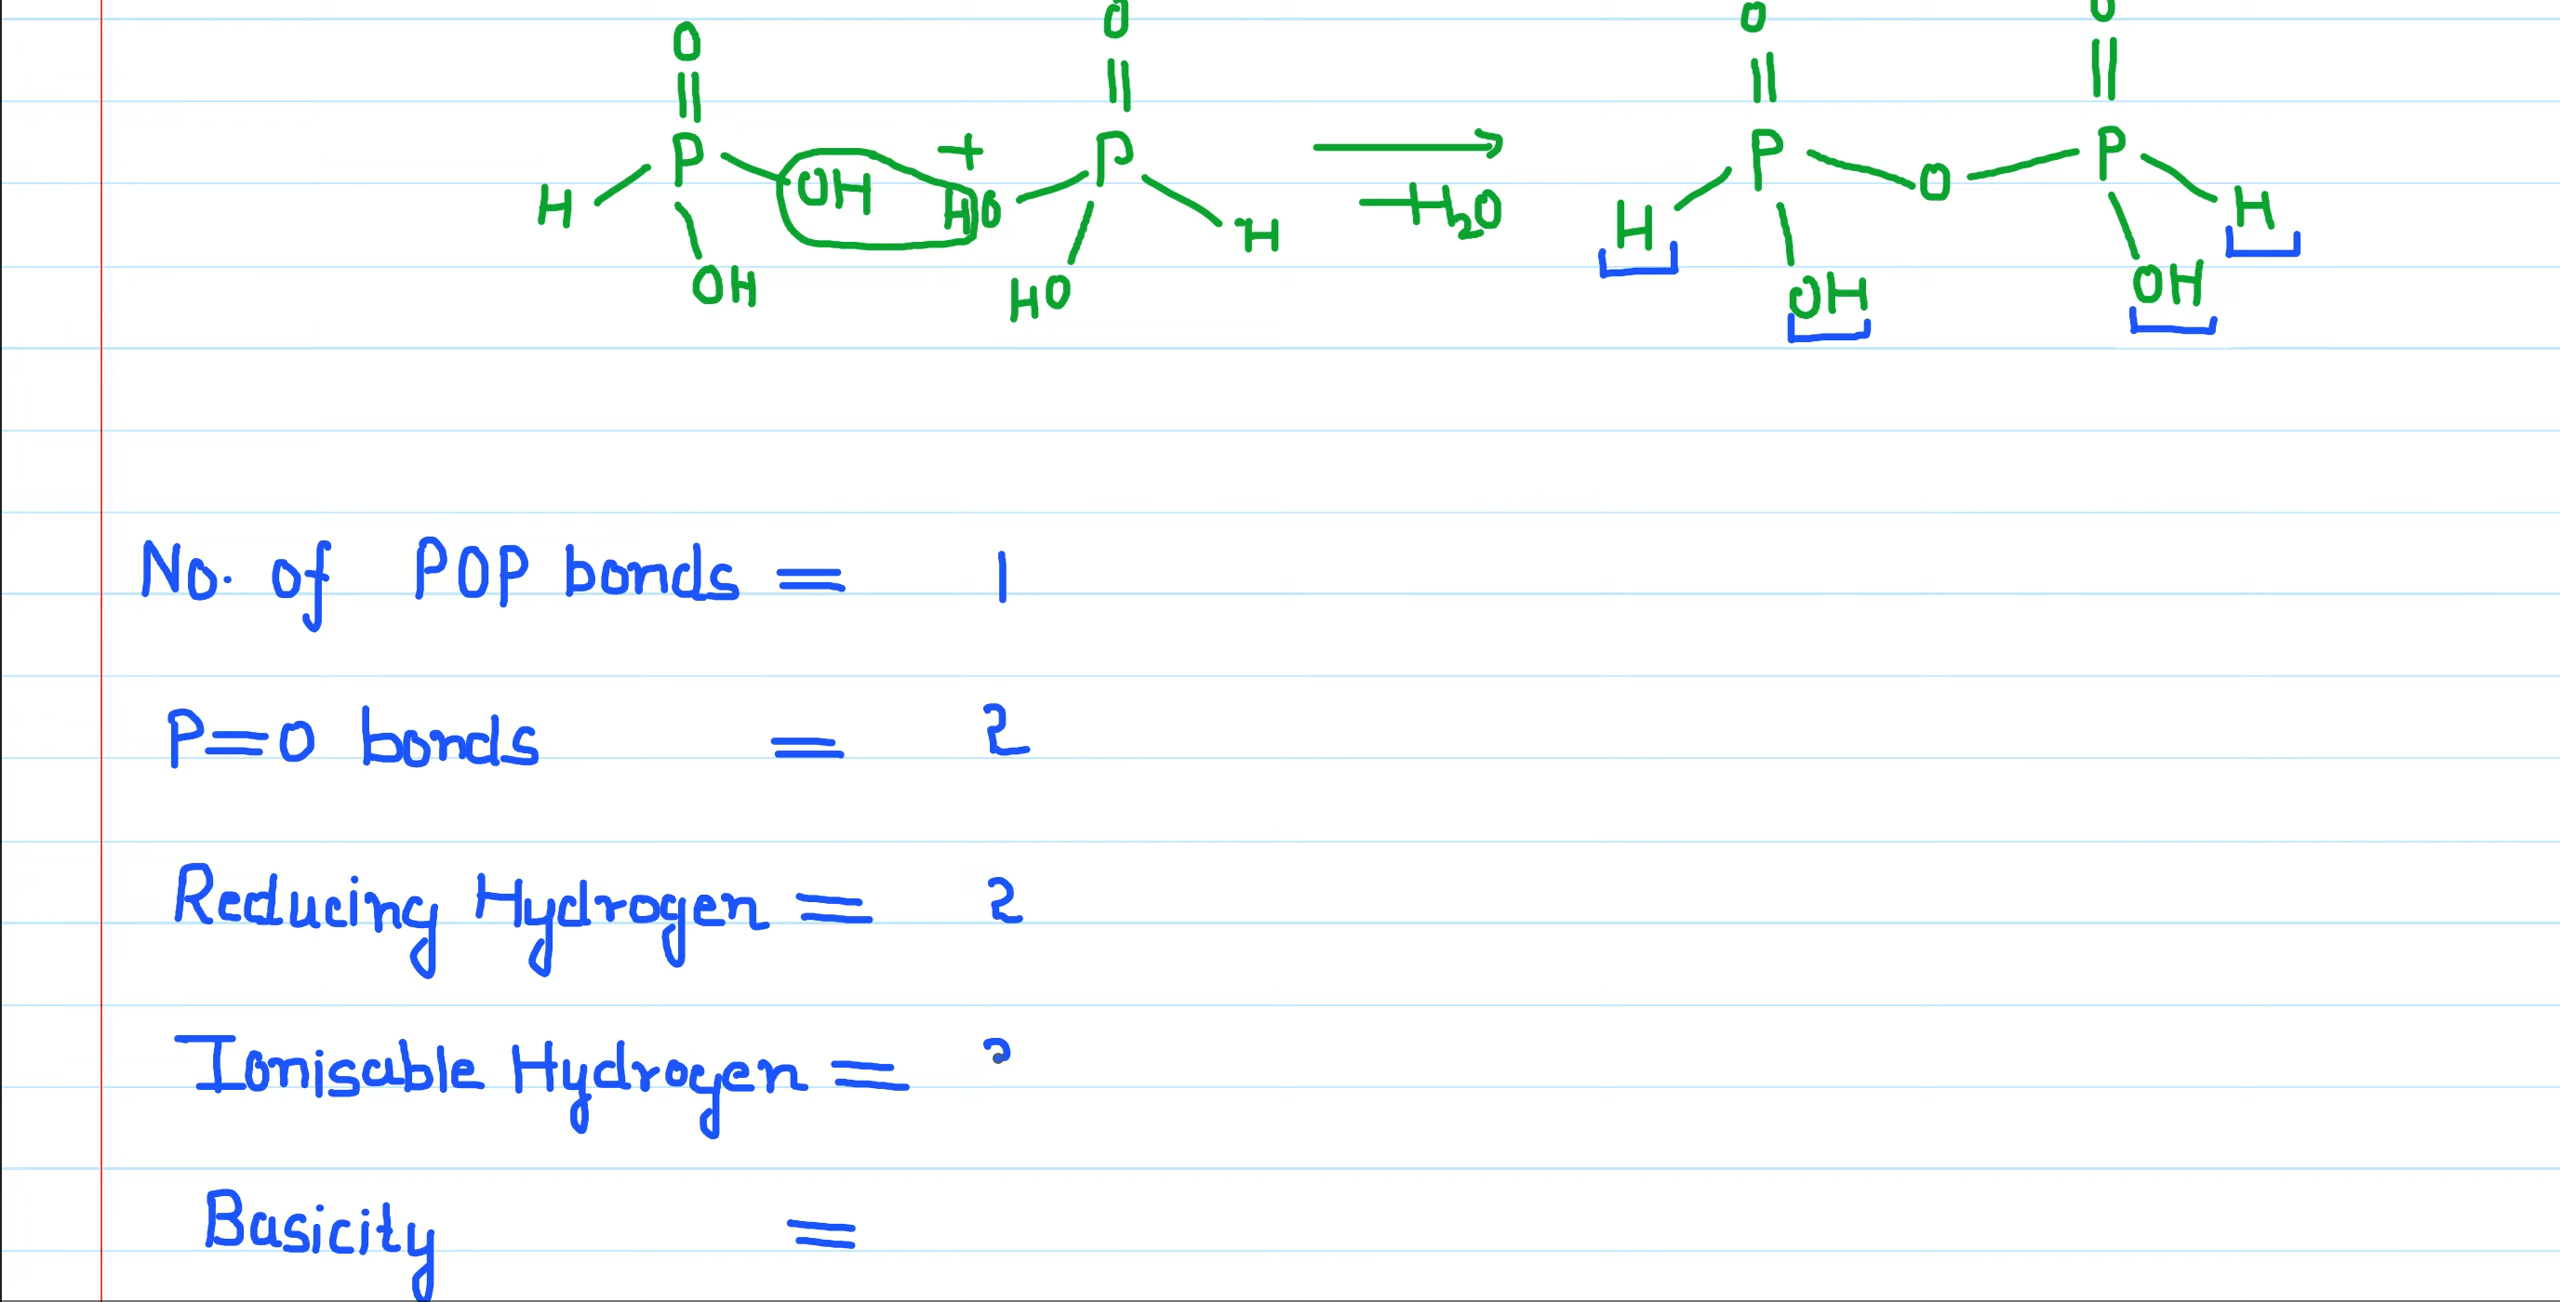 O O O O
P OH + HO P → P O P
H H H H
OH HO -H₂O OH OH
No. of POP bonds = 1
P=O bonds = 2
Reducing Hydrogen = 2
Ionisable Hydrogen =
Basicity =